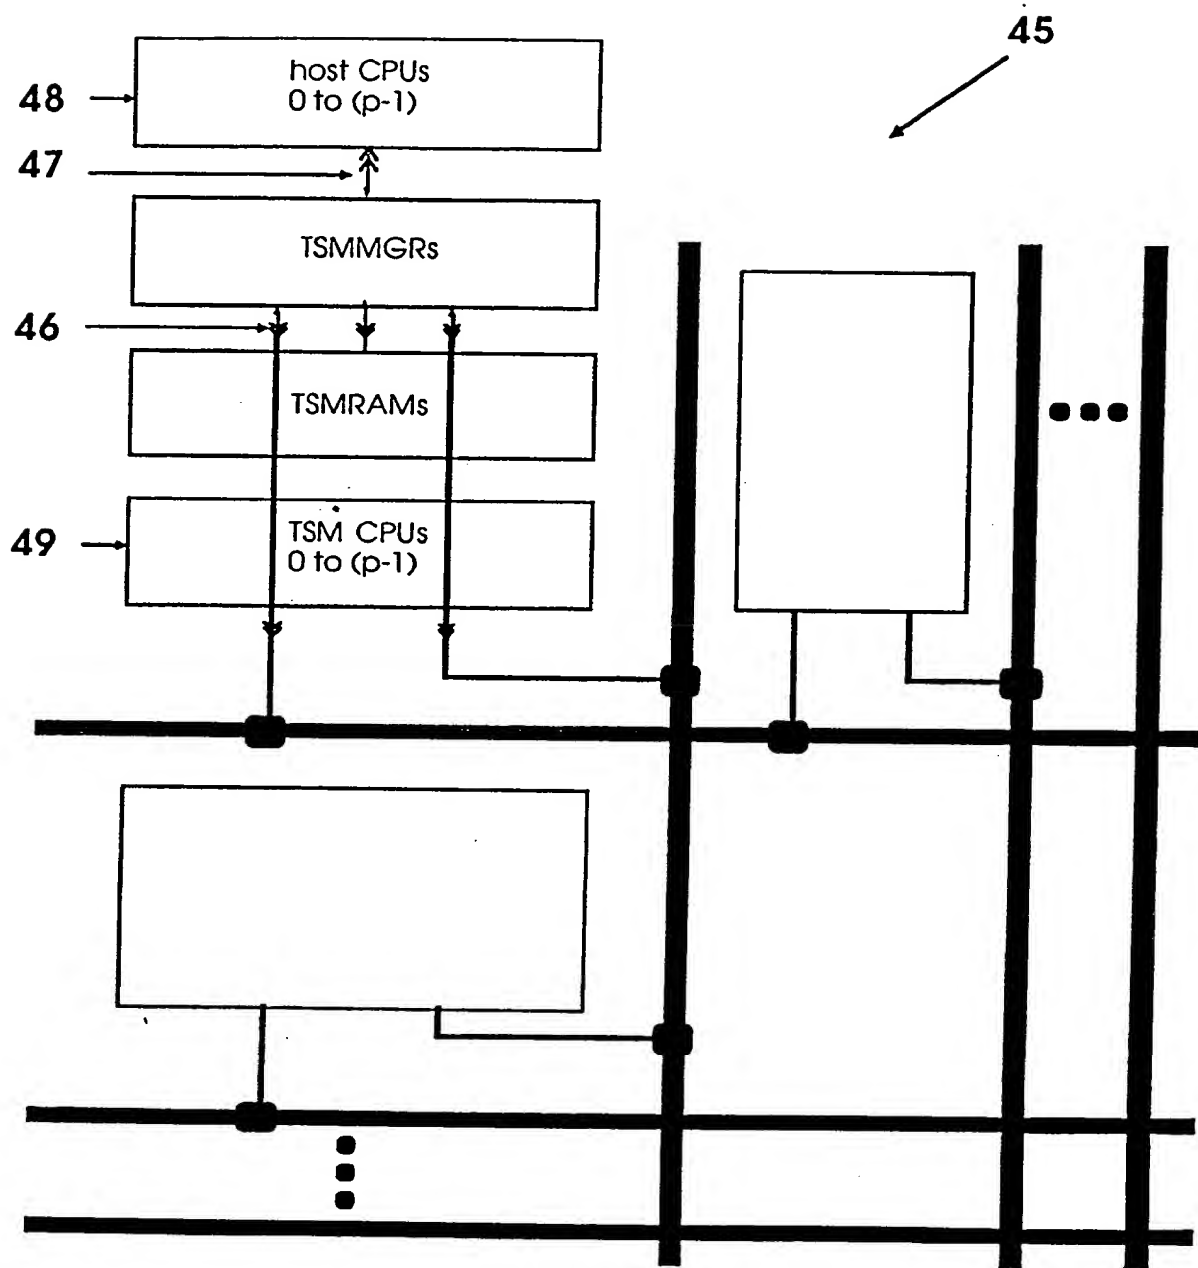 45
host CPUs
0 to (p-1)
48
47
TSMMGRs
46
TSMRAMs
TSM CPUs
0 to (p-1)
49